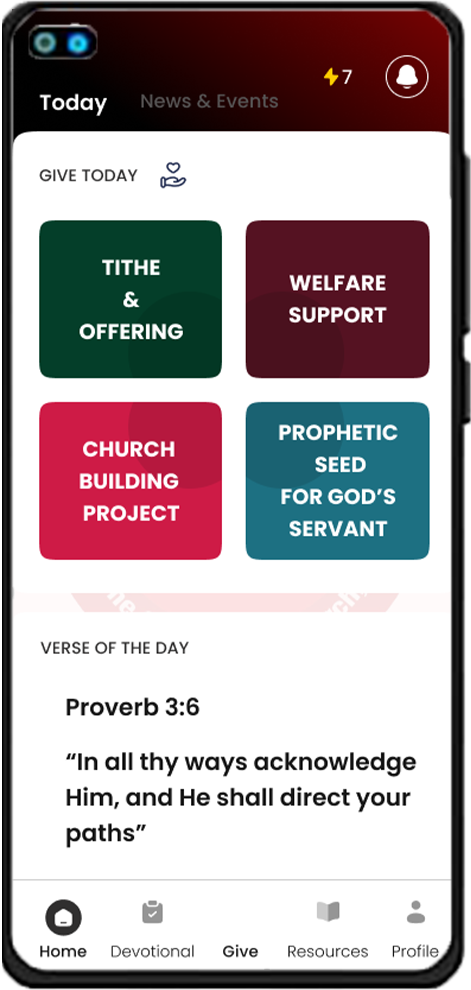 7
Today
News & Events
GIVE TODAY
TITHE
&
OFFERING
WELFARE
SUPPORT
CHURCH
BUILDING
PROJECT
PROPHETIC
SEED
FOR GOD’S
SERVANT
VERSE OF THE DAY
Proverb 3:6
“In all thy ways acknowledge
Him, and He shall direct your
paths”
Home
Devotional
Give
Resources
Profile